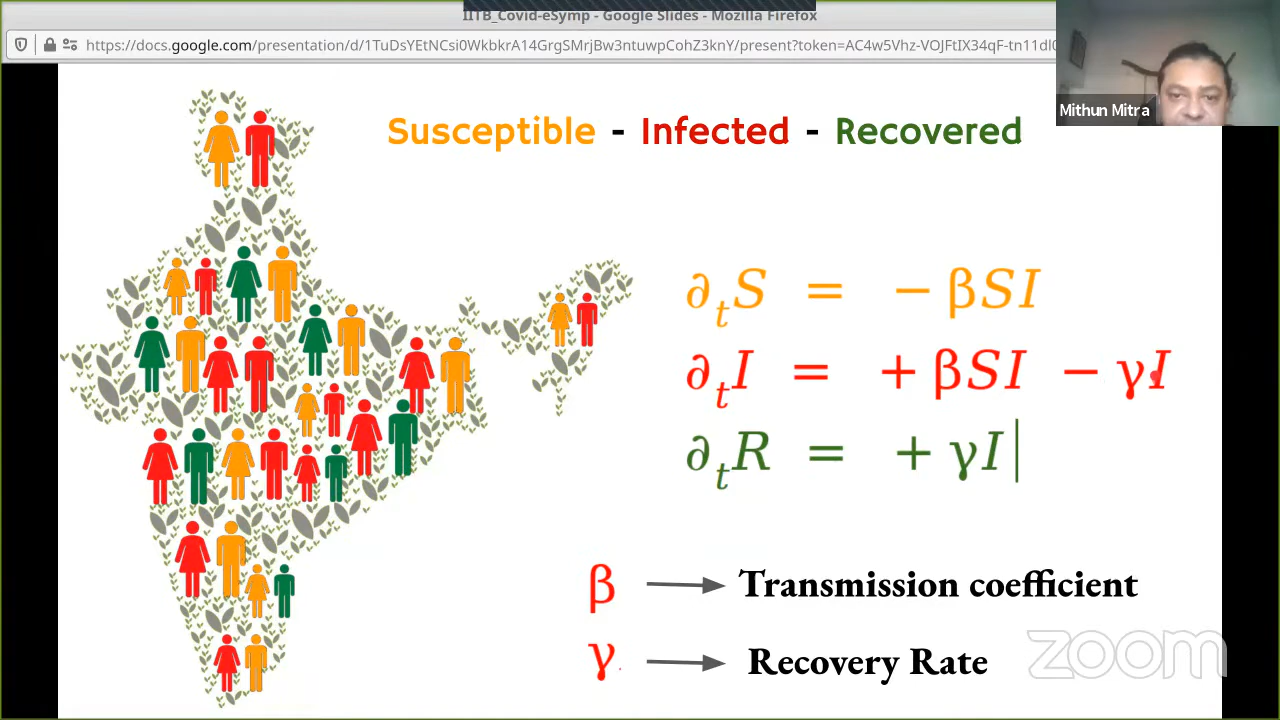 IITB_Covid-eSymp - Google Slides - Mozilla Firefox
https://docs.google.com/presentation/d/1TuDsYEtNCsi0WkbkrA14GrgSMrjBw3ntuwpCohZ3knY/present?token=AC4w5Vhz-VOJFtIX34qF-tn11dl0
Mithun Mitra
Susceptible - Infected - Recovered
∂ₜS = − βSI
∂ₜI = + βSI − γI
∂ₜR = + γI
β Transmission coefficient
γ Recovery Rate
zoom